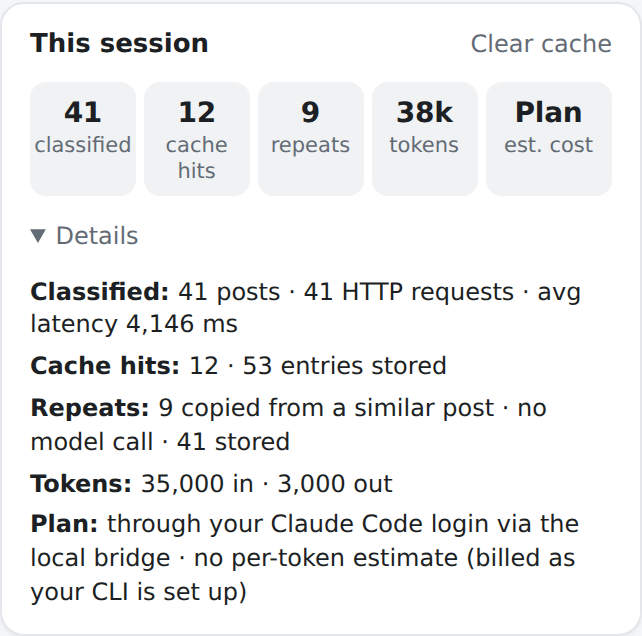 This session
Clear cache
41
classified
12
cache
hits
9
repeats
38k
tokens
Plan
est. cost
▼ Details
Classified: 41 posts · 41 HTTP requests · avg
latency 4,146 ms
Cache hits: 12 · 53 entries stored
Repeats: 9 copied from a similar post · no
model call · 41 stored
Tokens: 35,000 in · 3,000 out
Plan: through your Claude Code login via the
local bridge · no per-token estimate (billed as
your CLI is set up)